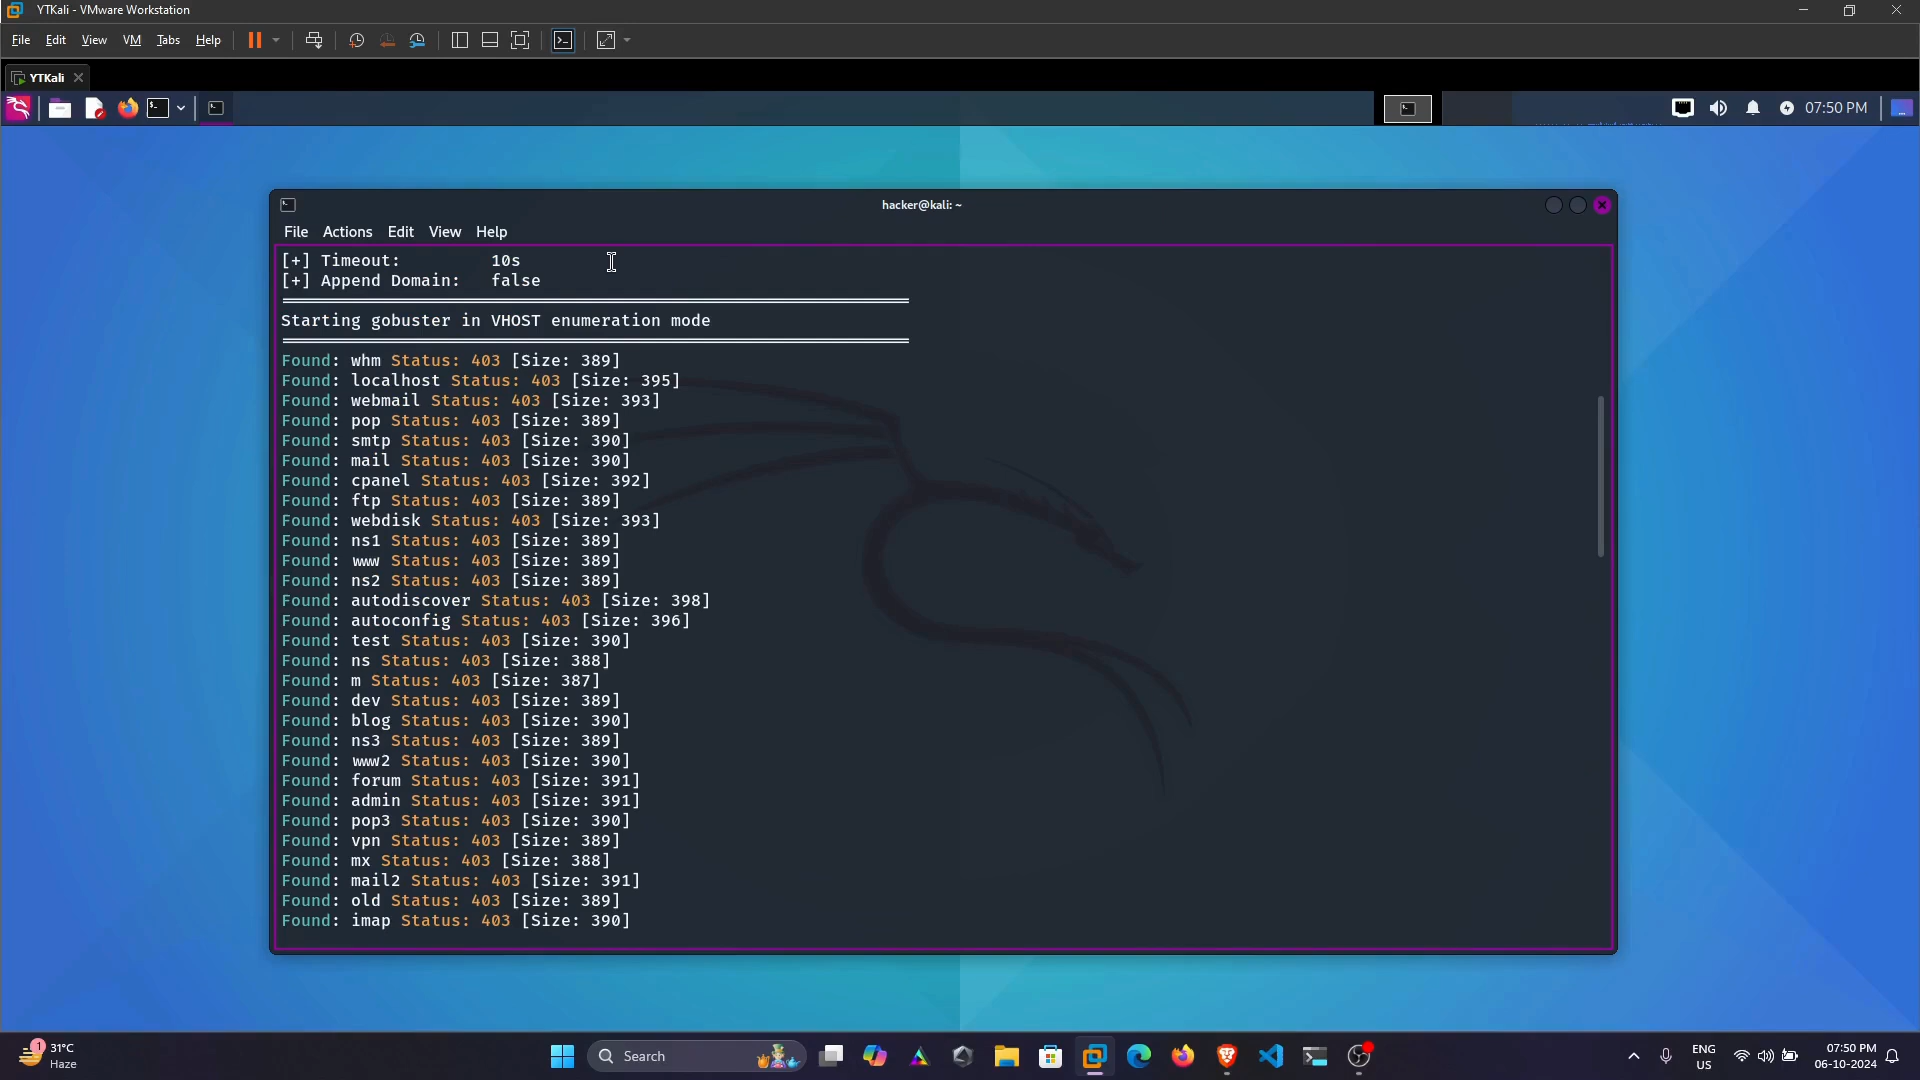 YTKali - VMware Workstation
File Edit View VM Tabs Help
YTKali
07:50 PM
hacker@kali: ~
File Actions Edit View Help
[+] Timeout: 10s
[+] Append Domain: false
Starting gobuster in VHOST enumeration mode
Found: whm Status: 403 [Size: 389]
Found: localhost Status: 403 [Size: 395]
Found: webmail Status: 403 [Size: 393]
Found: pop Status: 403 [Size: 389]
Found: smtp Status: 403 [Size: 390]
Found: mail Status: 403 [Size: 390]
Found: cpanel Status: 403 [Size: 392]
Found: ftp Status: 403 [Size: 389]
Found: webdisk Status: 403 [Size: 393]
Found: ns1 Status: 403 [Size: 389]
Found: www Status: 403 [Size: 389]
Found: ns2 Status: 403 [Size: 389]
Found: autodiscover Status: 403 [Size: 398]
Found: autoconfig Status: 403 [Size: 396]
Found: test Status: 403 [Size: 390]
Found: ns Status: 403 [Size: 388]
Found: m Status: 403 [Size: 387]
Found: dev Status: 403 [Size: 389]
Found: blog Status: 403 [Size: 390]
Found: ns3 Status: 403 [Size: 389]
Found: www2 Status: 403 [Size: 390]
Found: forum Status: 403 [Size: 391]
Found: admin Status: 403 [Size: 391]
Found: pop3 Status: 403 [Size: 390]
Found: vpn Status: 403 [Size: 389]
Found: mx Status: 403 [Size: 388]
Found: mail2 Status: 403 [Size: 391]
Found: old Status: 403 [Size: 389]
Found: imap Status: 403 [Size: 390]
1
31°C
Haze
Search
ENG
US
07:50 PM
06-10-2024